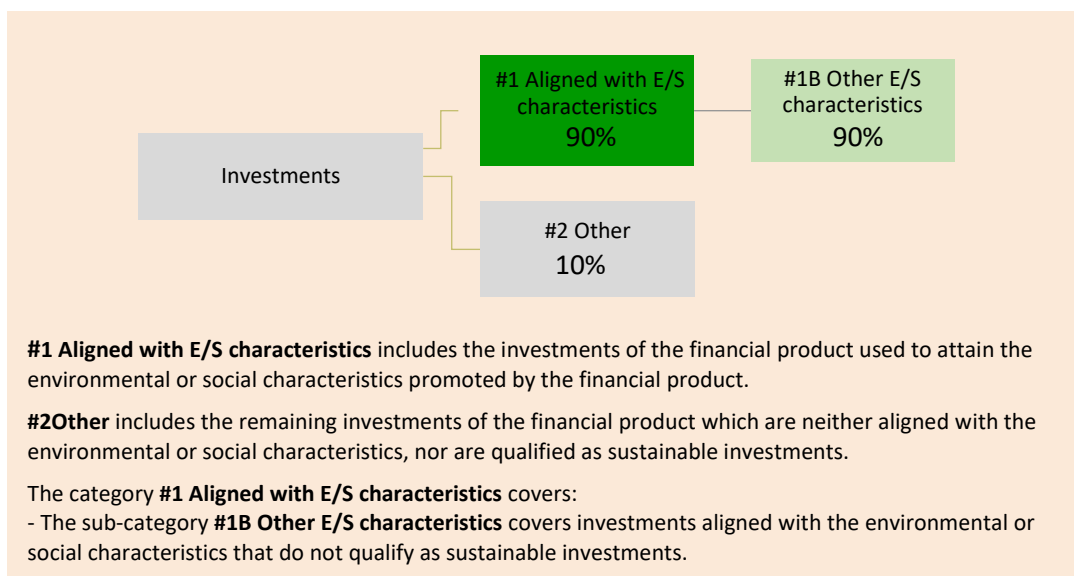 #1 Aligned with E/S
characteristics
90%
#1B Other E/S
characteristics
90%
Investments
#2 Other
10%
#1 Aligned with E/S characteristics includes the investments of the financial product used to attain the
environmental or social characteristics promoted by the financial product.
#2Other includes the remaining investments of the financial product which are neither aligned with the
environmental or social characteristics, nor are qualified as sustainable investments.
The category #1 Aligned with E/S characteristics covers:
- The sub-category #1B Other E/S characteristics covers investments aligned with the environmental or
social characteristics that do not qualify as sustainable investments.